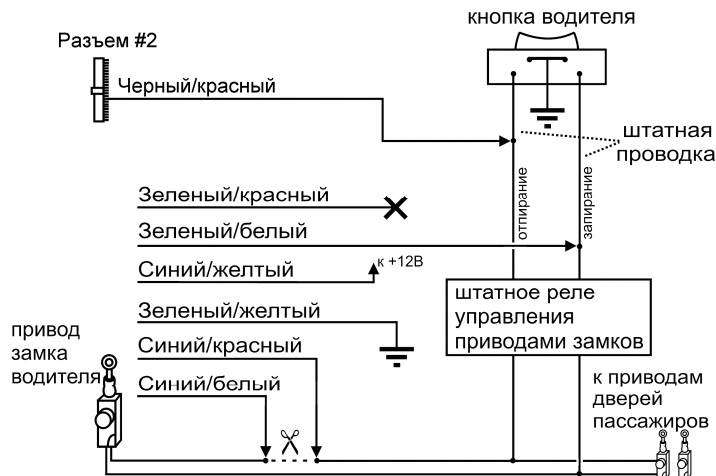 кнопка водителя
Разъем #2
Черный/красный
штатная
проводка
отпирание
запирание
Зеленый/красный
Зеленый/белый
Синий/желтый
к +12В
Зеленый/желтый
Синий/красный
Синий/белый
штатное реле
управления
приводами замков
привод
замка
водителя
к приводам
дверей
пассажиров